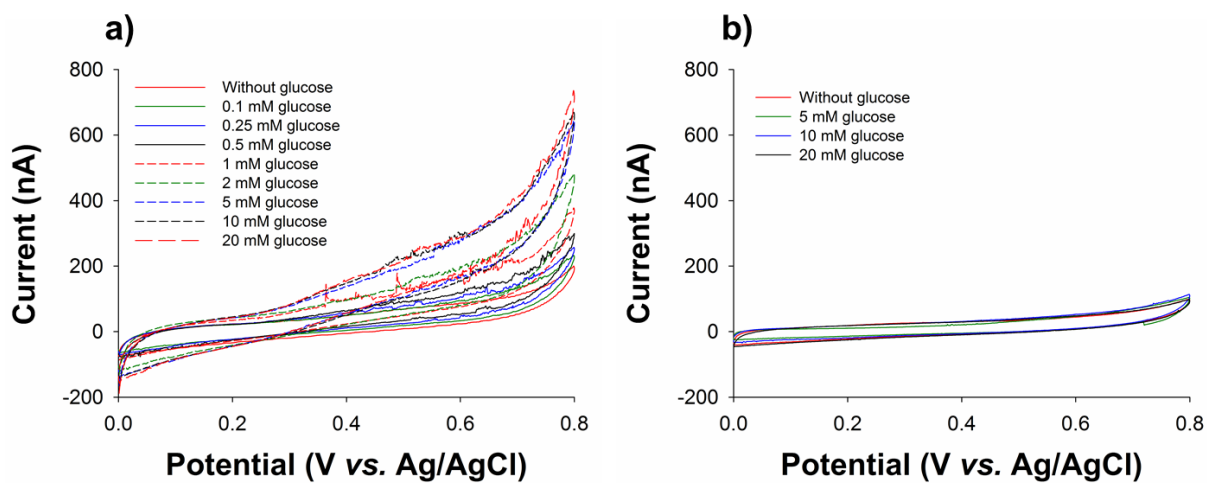 a)
800
600
400
200
0
-200
Current (nA)
Without glucose
0.1 mM glucose
0.25 mM glucose
0.5 mM glucose
1 mM glucose
2 mM glucose
5 mM glucose
10 mM glucose
20 mM glucose
0.0 0.2 0.4 0.6 0.8
Potential (V vs. Ag/AgCl)
b)
800
600
400
200
0
-200
Current (nA)
Without glucose
5 mM glucose
10 mM glucose
20 mM glucose
0.0 0.2 0.4 0.6 0.8
Potential (V vs. Ag/AgCl)